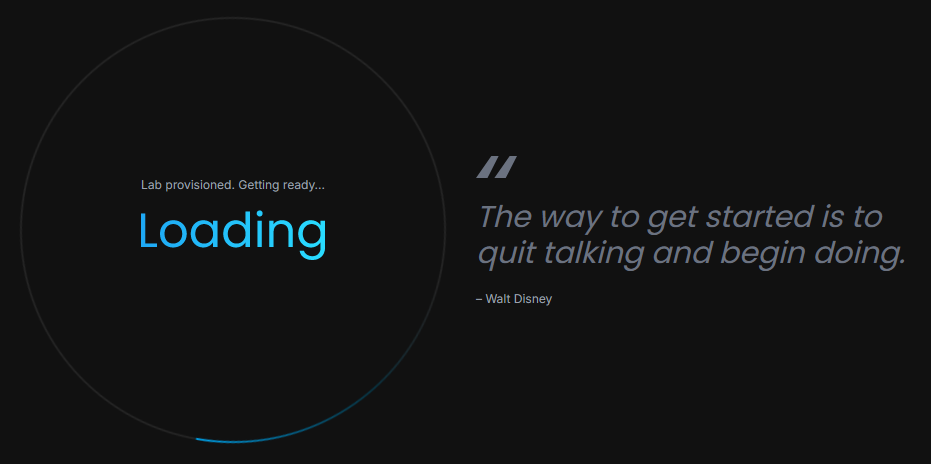 Lab provisioned. Getting ready...
Loading
"
The way to get started is to
quit talking and begin doing.
– Walt Disney